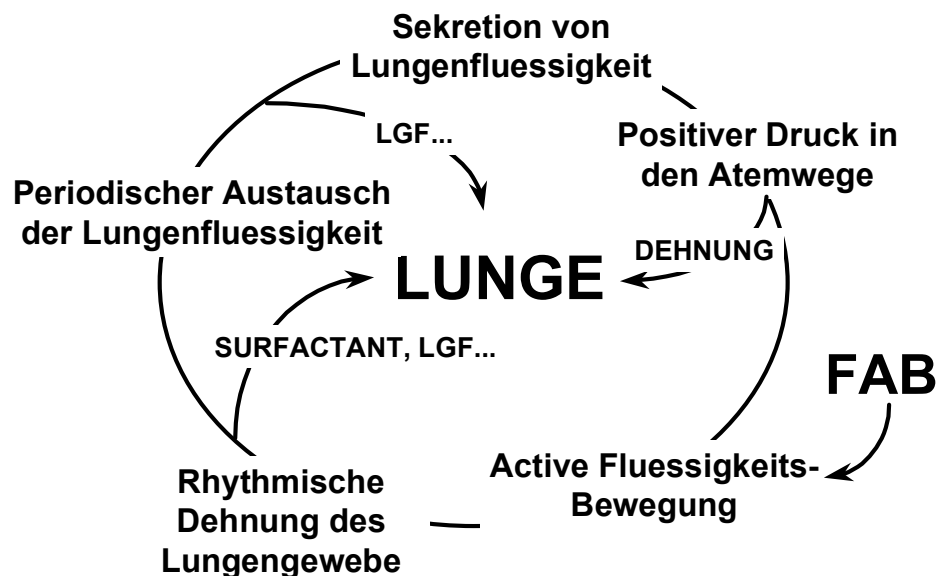 Sekretion von
Lungenfluessigkeit
LGF...
Positiver Druck in
den Atemwege
Periodischer Austausch
der Lungenfluessigkeit
DEHNUNG
LUNGE
SURFACTANT, LGF...
FAB
Active Fluessigkeits-
Bewegung
Rhythmische
Dehnung des
Lungengewebe